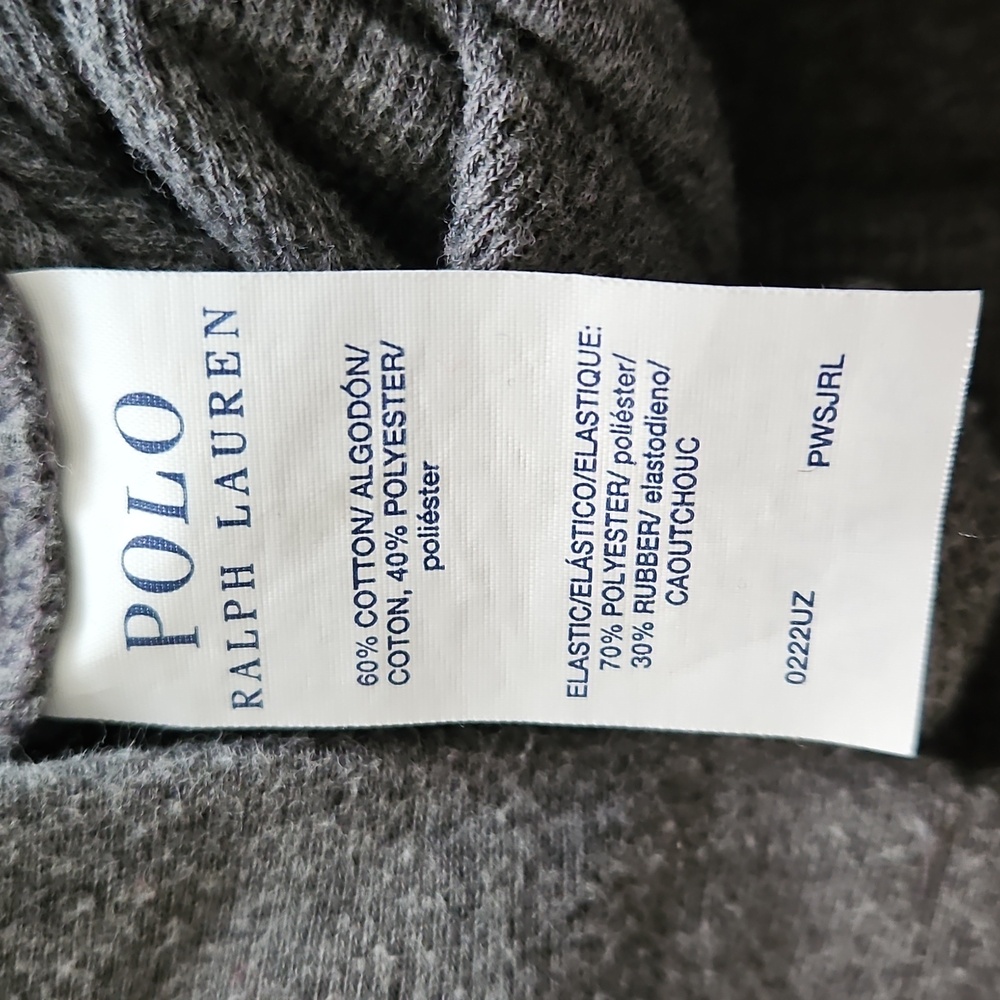 POLO
RALPH LAUREN
60% COTTON/ ALGODÓN/
COTON, 40% POLYESTER/
poliéster
ELASTIC/ELÁSTICO/ELASTIQUE:
70% POLYESTER/ poliéster/
30% RUBBER/ elastodieno/
CAOUTCHOUC
0222UZ PWSJRL